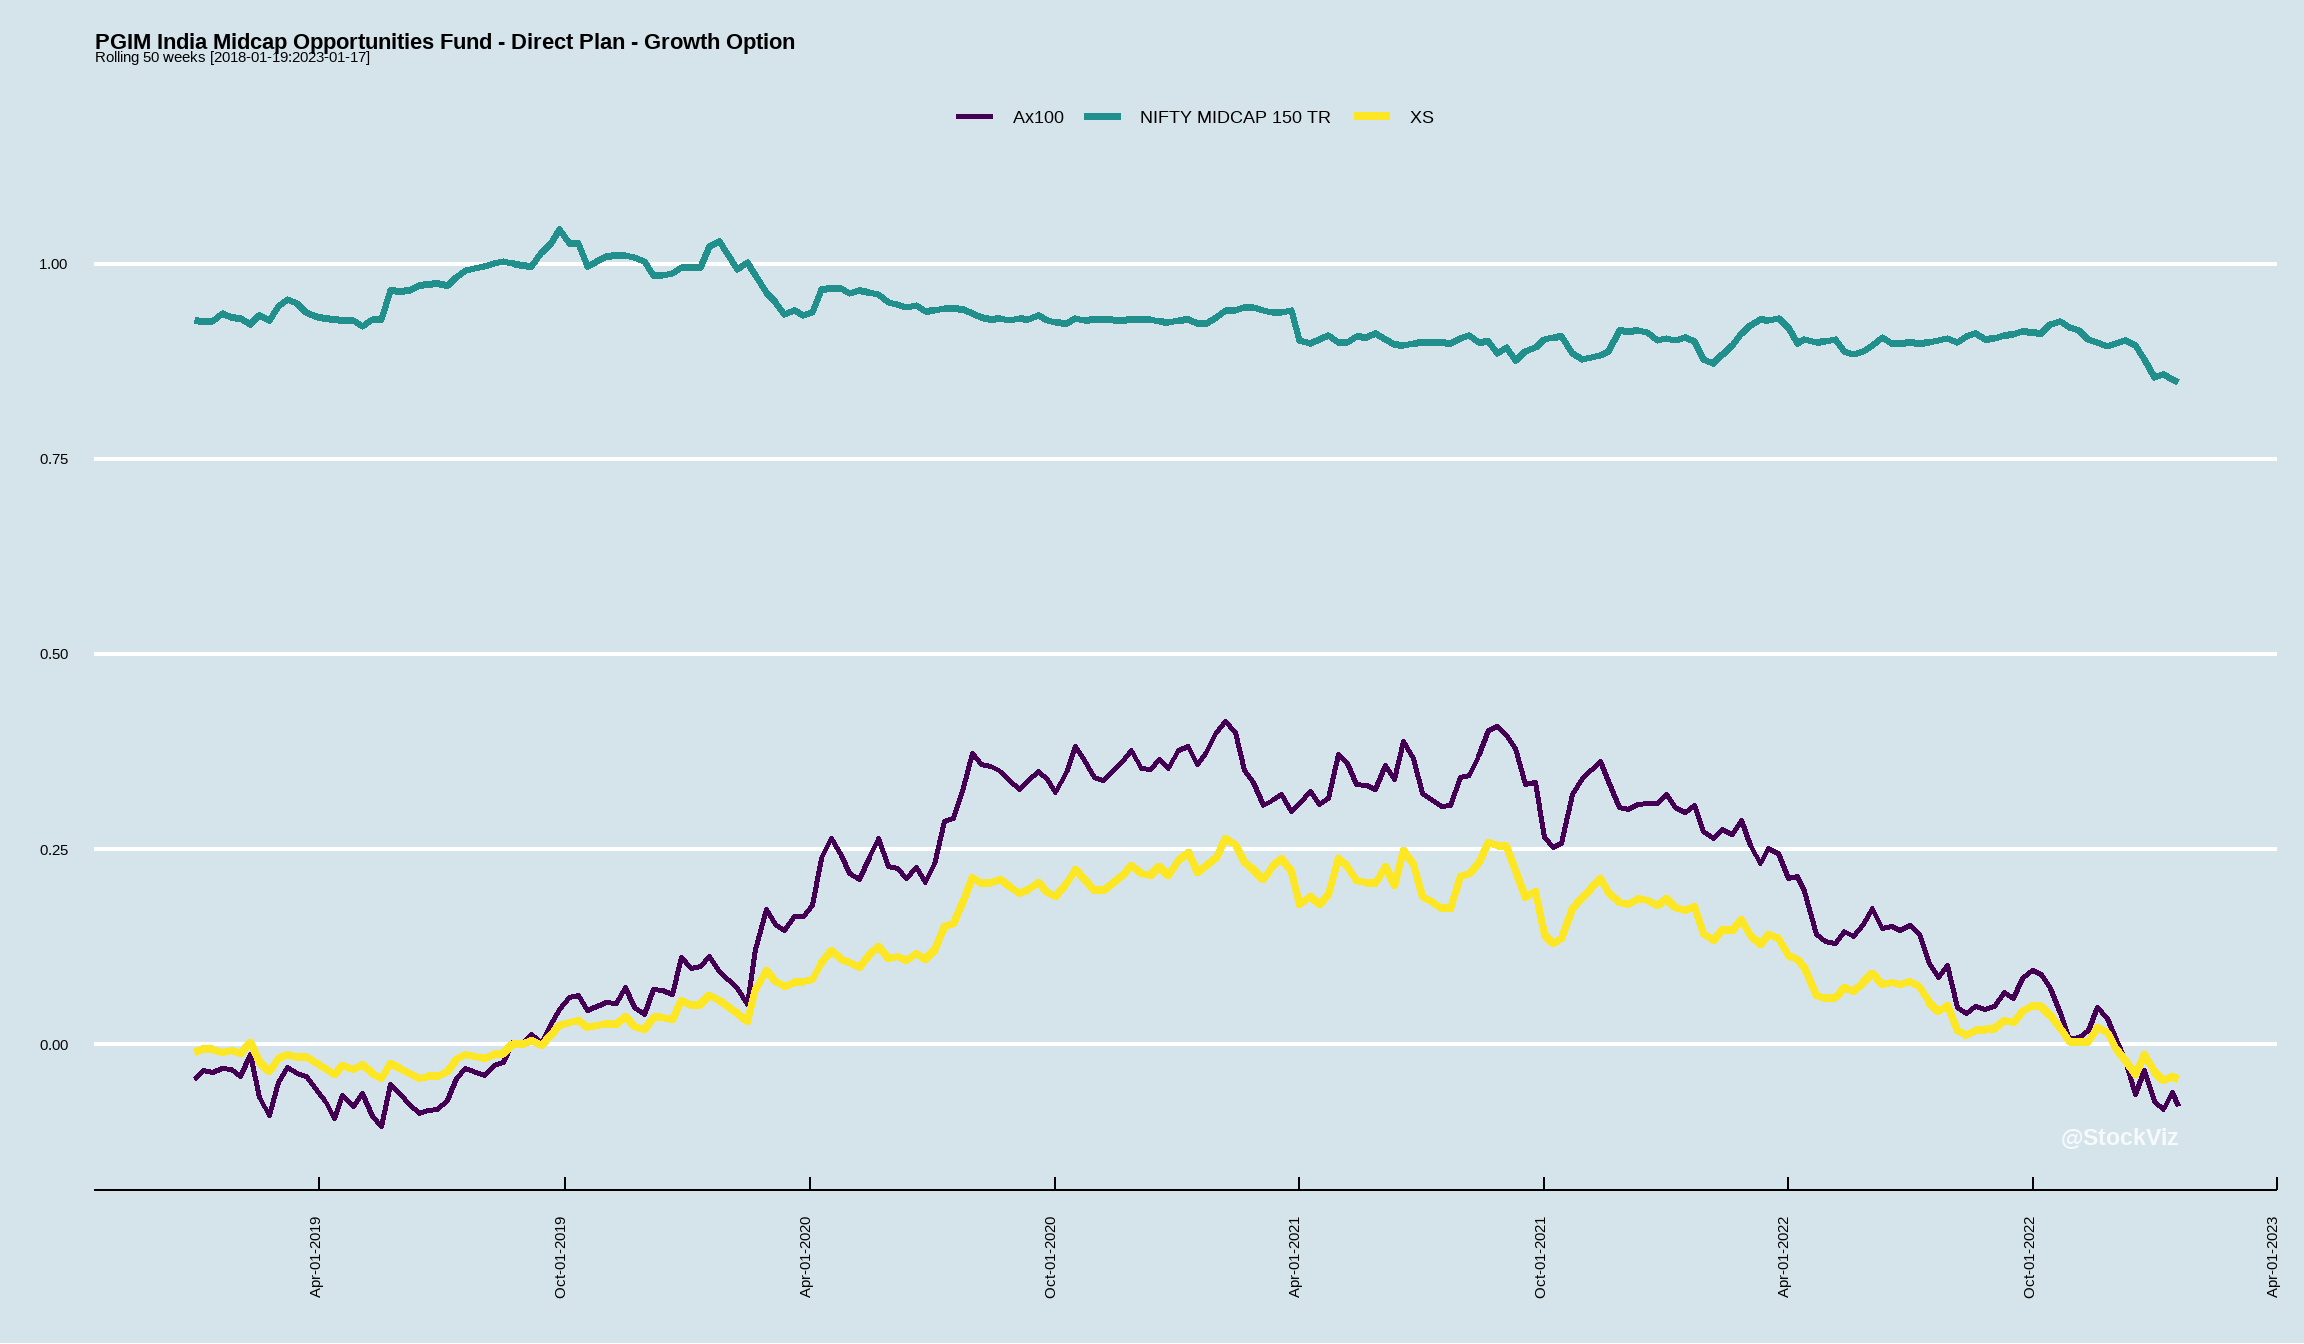 PGIM India Midcap Opportunities Fund - Direct Plan - Growth Option
Rolling 50 weeks [2018-01-19:2023-01-17]
Ax100
NIFTY MIDCAP 150 TR
XS
1.00
0.75
0.50
0.25
0.00
@StockViz
Apr-01-2019
Oct-01-2019
Apr-01-2020
Oct-01-2020
Apr-01-2021
Oct-01-2021
Apr-01-2022
Oct-01-2022
Apr-01-2023